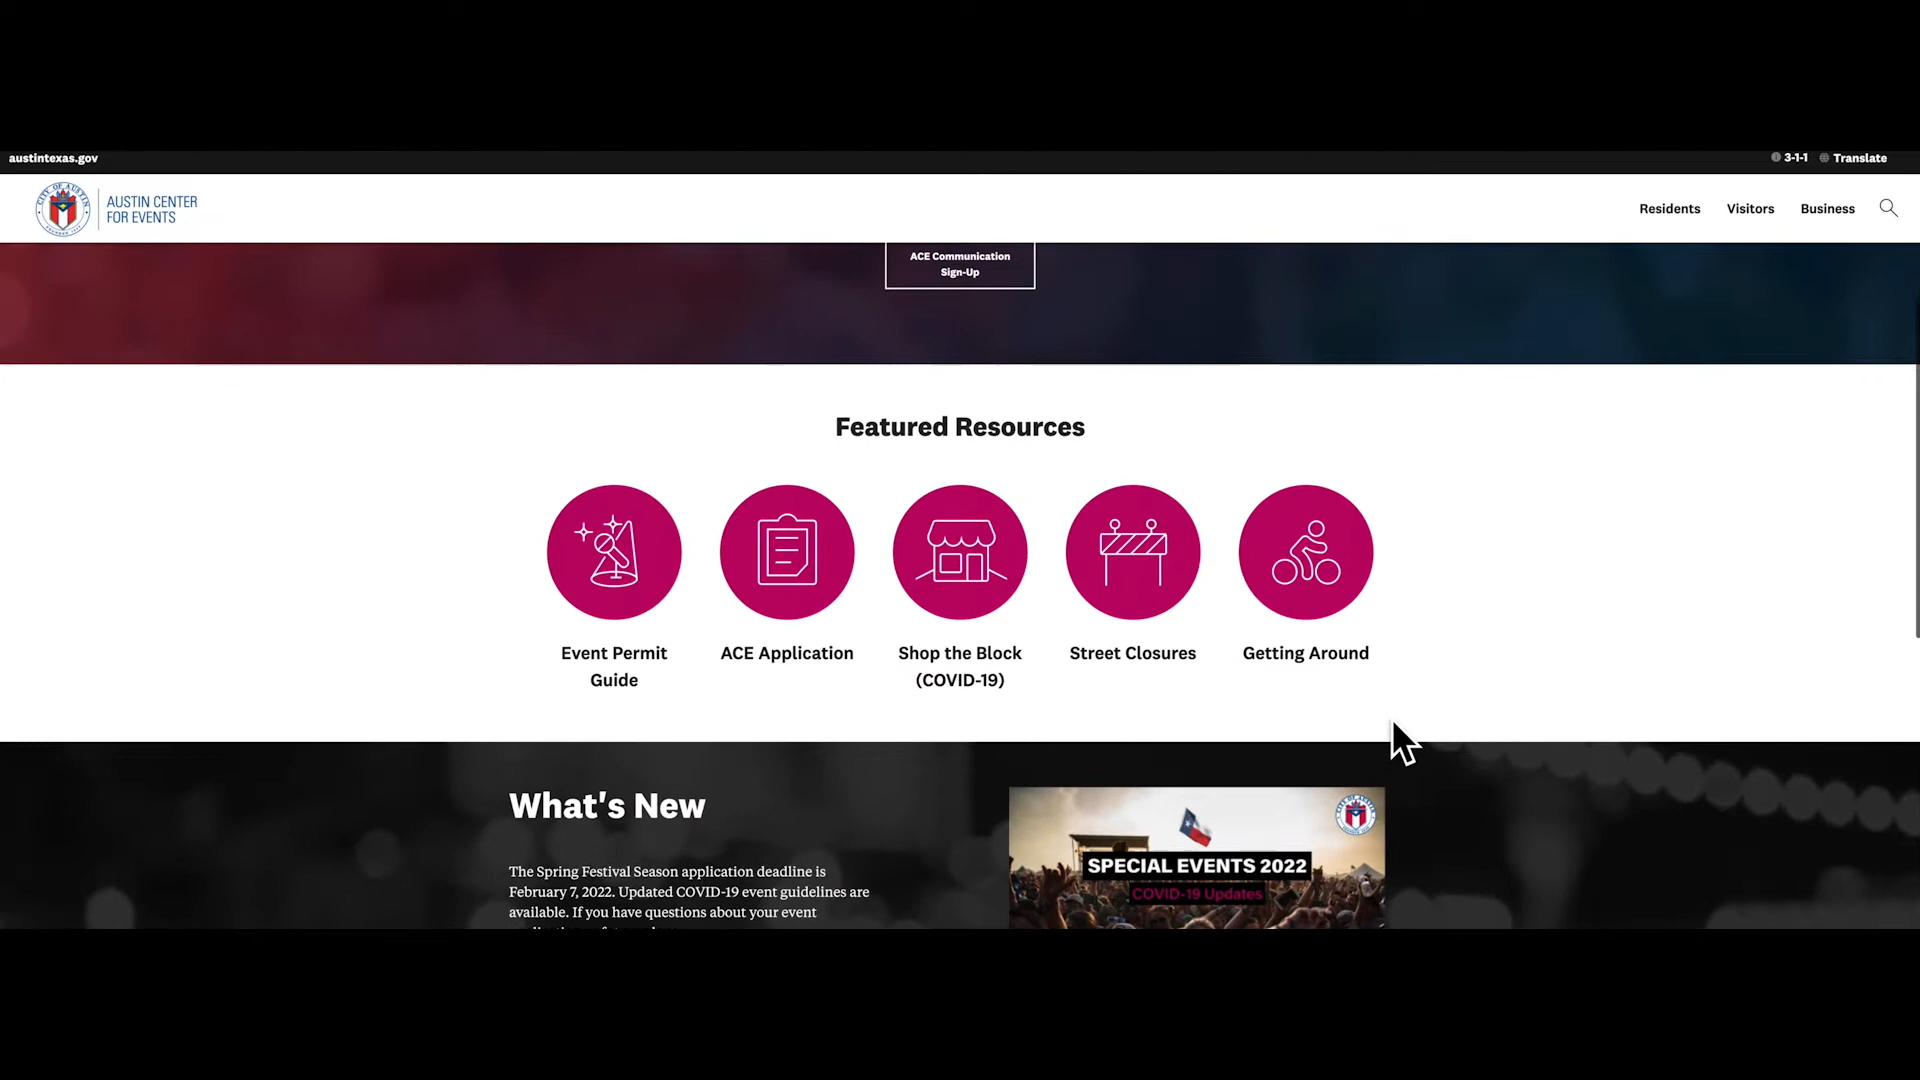 austintexas.gov
3-1-1 Translate
AUSTIN CENTER
FOR EVENTS
Residents Visitors Business
CITY OF AUSTIN
ACE Communication
Sign-Up
Featured Resources
Event Permit
Guide
ACE Application
Shop the Block
(COVID-19)
Street Closures
Getting Around
What's New
The Spring Festival Season application deadline is
February 7, 2022. Updated COVID-19 event guidelines are
available. If you have questions about your event
SPECIAL EVENTS 2022
COVID-19 Updates